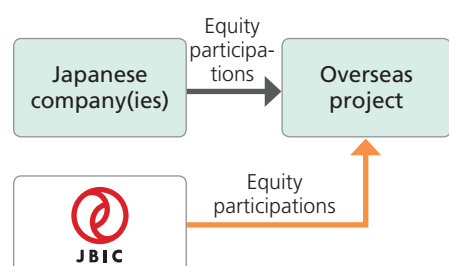 Equity
participa-
tions
Japanese
company(ies)
Overseas
project
Equity
participations
JBIC